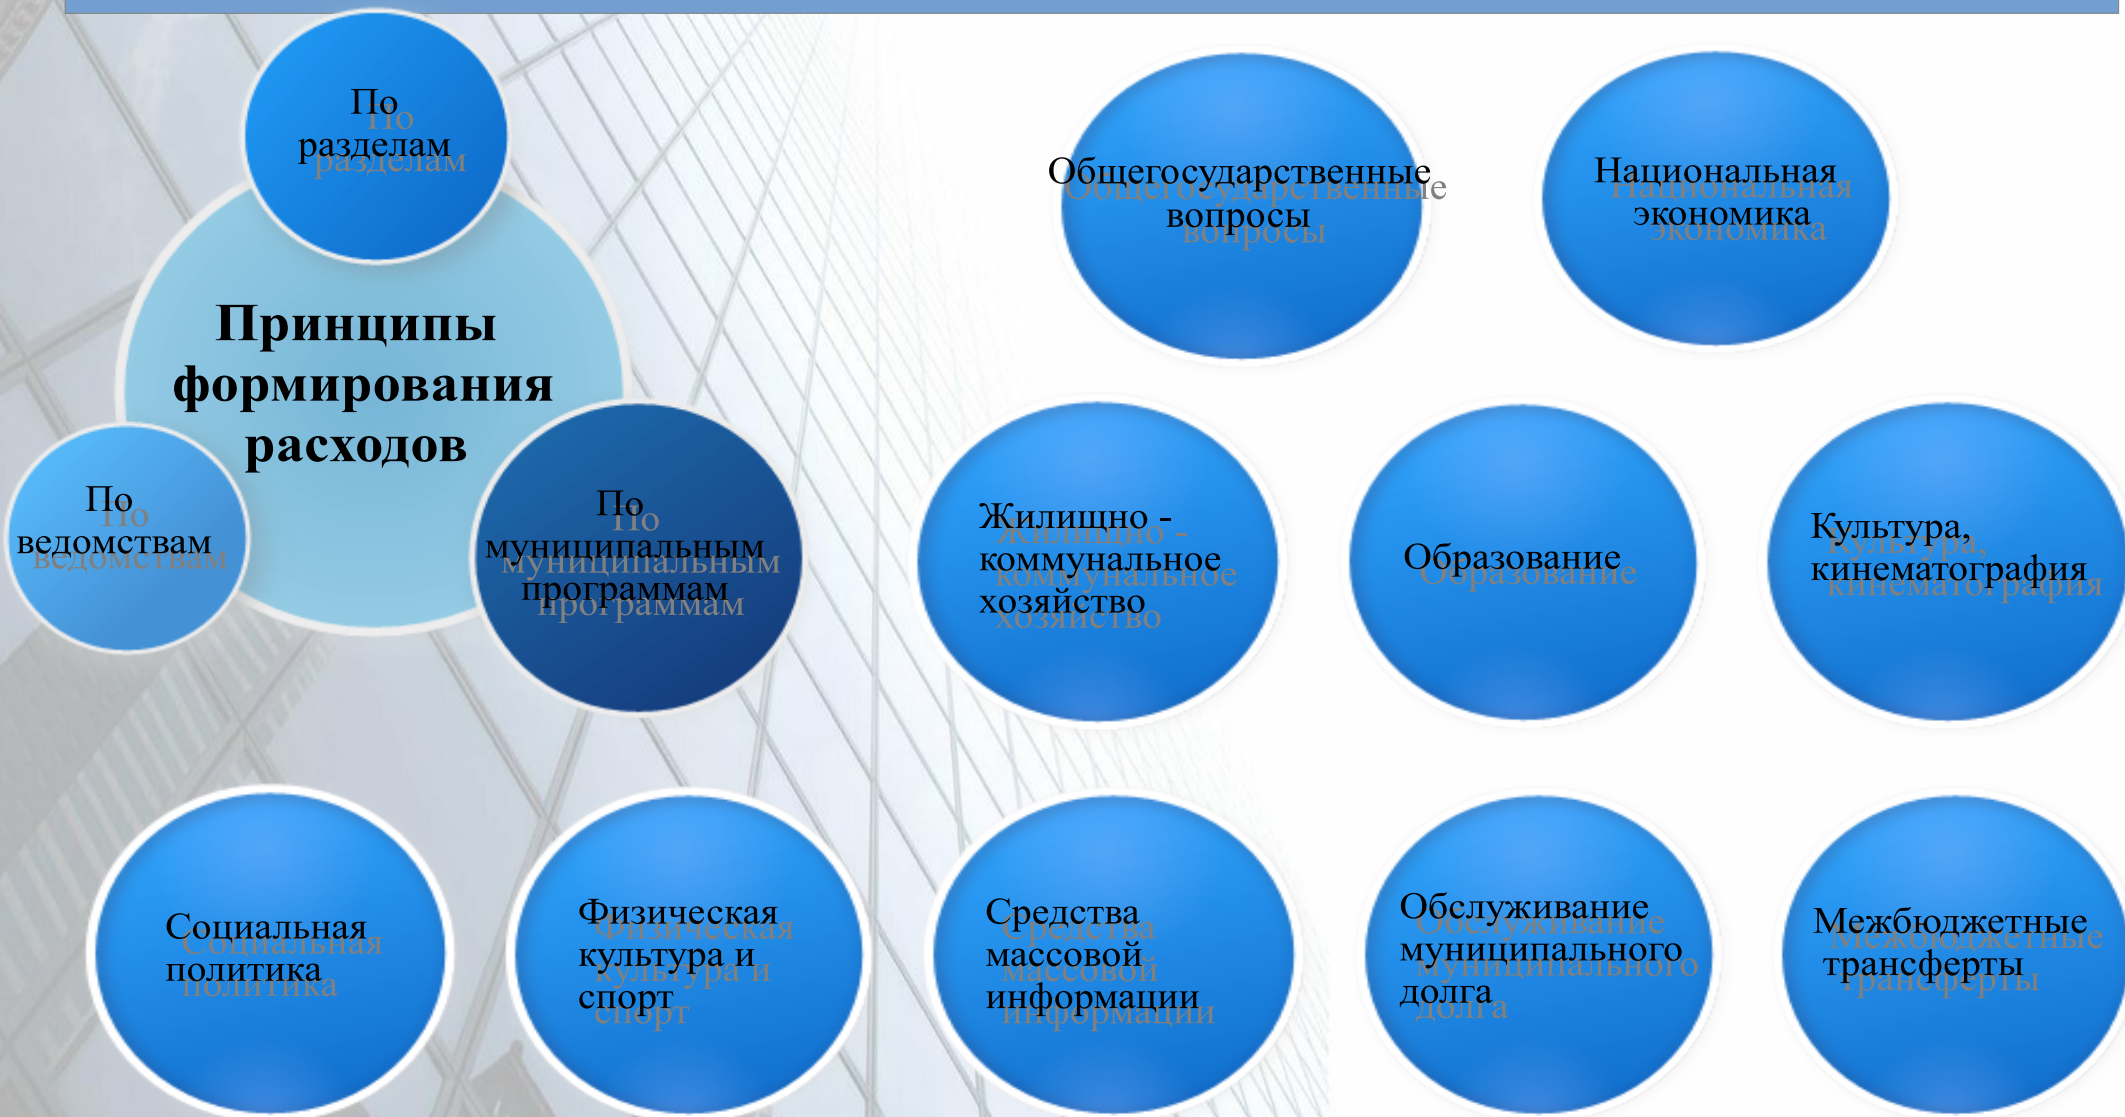 По
разделам
Принципы
формирования
расходов
По
ведомствам
По
муниципальным
программам
Общегосударственные
вопросы
Национальная
экономика
Жилищно -
коммунальное
хозяйство
Образование
Культура,
кинематография
Социальная
политика
Физическая
культура и
спорт
Средства
массовой
информации
Обслуживание
муниципального
долга
Межбюджетные
трансферты